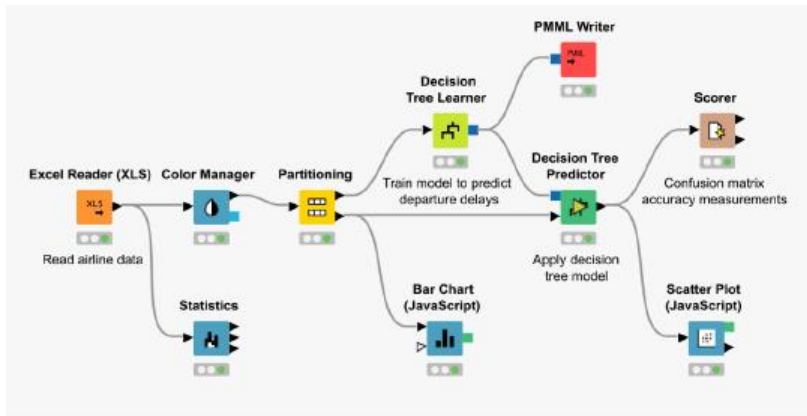 PMML Writer
PMML
Decision
Tree Learner
Scorer
Excel Reader (XLS)
Color Manager
Partitioning
Train model to predict
departure delays
Decision Tree
Predictor
Confusion matrix
accuracy measurements
XLS
Read airline data
Apply decision
tree model
Statistics
Bar Chart
(JavaScript)
Scatter Plot
(JavaScript)